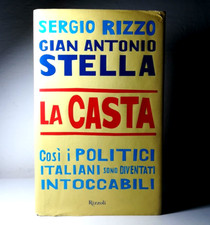 SERGIO RIZZO
GIAN ANTONIO
STELLA
LA CASTA
COSì i POLITICI
ITALIANI SONO DIVENTATI
INTOCCABILI
Rizzoli